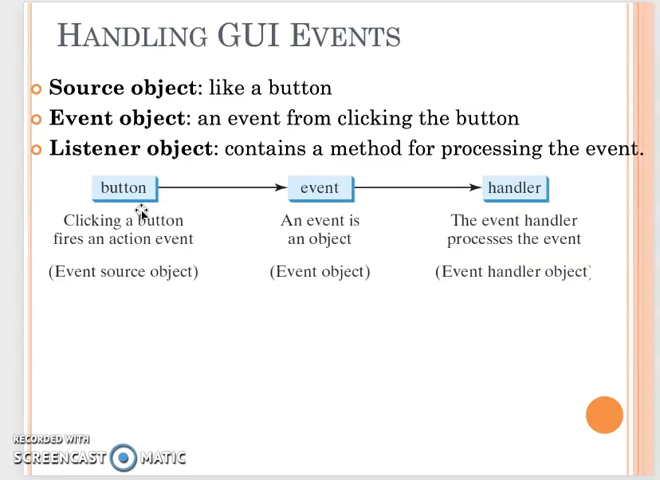 HANDLING GUI EVENTS
Source object: like a button
Event object: an event from clicking the button
Listener object: contains a method for processing the event.
button event handler
Clicking a button An event is The event handler
fires an action event an object processes the event
(Event source object) (Event object) (Event handler object)
RECORDED WITH
SCREENCAST MATIC